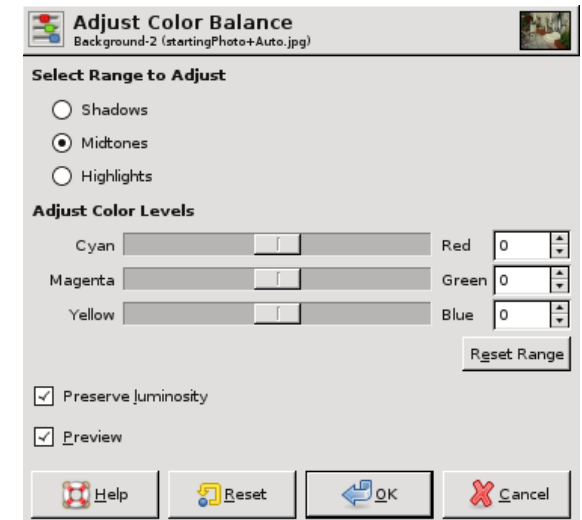 Adjust Color Balance
Background-2 (startingPhoto+Auto.jpg)
Select Range to Adjust
Shadows
Midtones
Highlights
Adjust Color Levels
Cyan Red 0
Magenta Green 0
Yellow Blue 0
Reset Range
Preserve luminosity
Preview
Help Reset OK Cancel